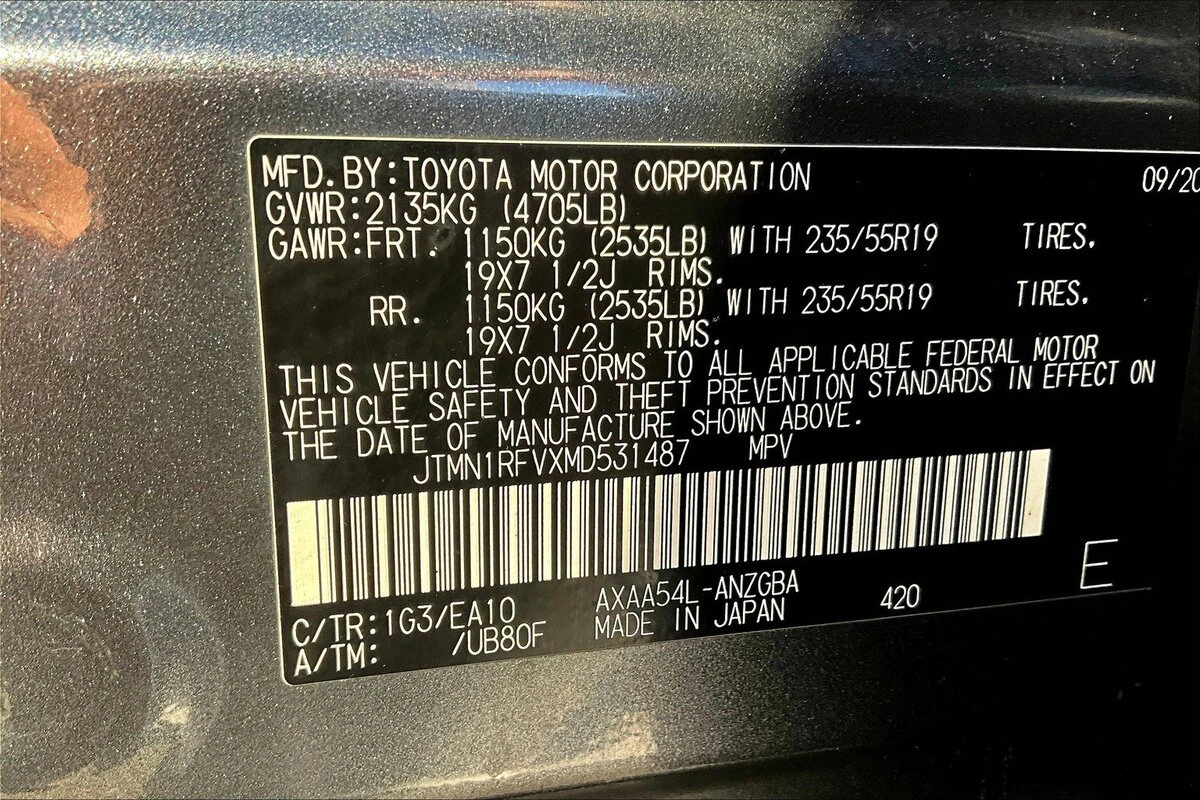 MFD. BY: TOYOTA MOTOR CORPORATION 09/20
GVWR: 2135KG (4705LB)
GAWR: FRT. 1150KG (2535LB) WITH 235/55R19 TIRES.
19X7 1/2J RIMS.
RR. 1150KG (2535LB) WITH 235/55R19 TIRES.
19X7 1/2J RIMS.
THIS VEHICLE CONFORMS TO ALL APPLICABLE FEDERAL MOTOR
VEHICLE SAFETY AND THEFT PREVENTION STANDARDS IN EFFECT ON
THE DATE OF MANUFACTURE SHOWN ABOVE.
JTMN1RFVXMD531487 MPV
C/TR: 1G3/EA10 AXAA54L-ANZGBA 420 E
A/TM: /UB80F MADE IN JAPAN